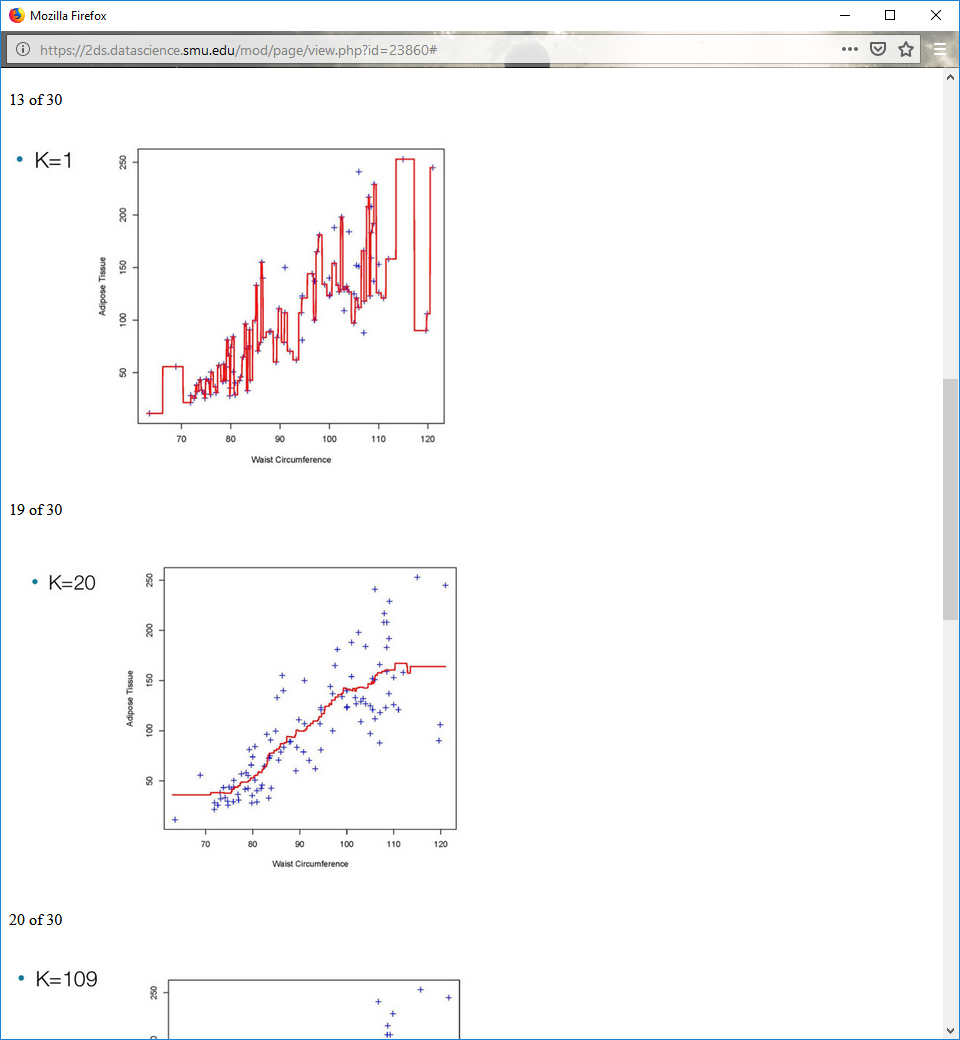 Mozilla Firefox
https://2ds.datascience.smu.edu/mod/page/view.php?id=23860#
13 of 30
• K=1
250
200
150
100
50
Adipose Tissue
70 80 90 100 110 120
Waist Circumference
19 of 30
• K=20
250
200
150
100
50
Adipose Tissue
70 80 90 100 110 120
Waist Circumference
20 of 30
• K=109
250